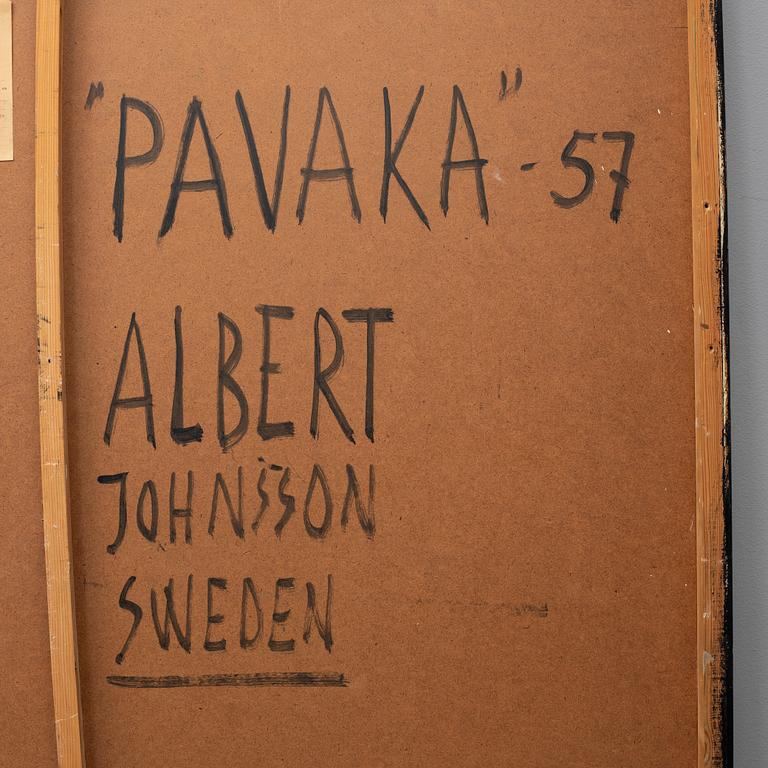 "PAVAKA" - 57
ALBERT
JOHNSSON
SWEDEN